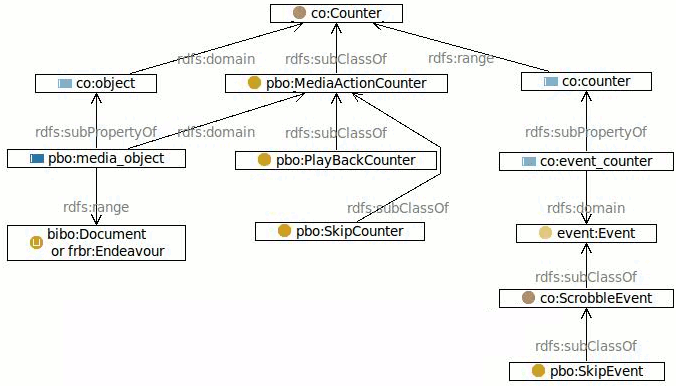 co:Counter
rdfs:domain
rdfs:subClassOf
rdfs:range
co:object
pbo:MediaActionCounter
co:counter
rdfs:subPropertyOf
rdfs:domain
rdfs:subClassOf
rdfs:subPropertyOf
pbo:media_object
pbo:PlayBackCounter
co:event_counter
rdfs:range
rdfs:subClassOf
rdfs:domain
bibo:Document
or frbr:Endeavour
pbo:SkipCounter
event:Event
rdfs:subClassOf
co:ScrobbleEvent
rdfs:subClassOf
pbo:SkipEvent